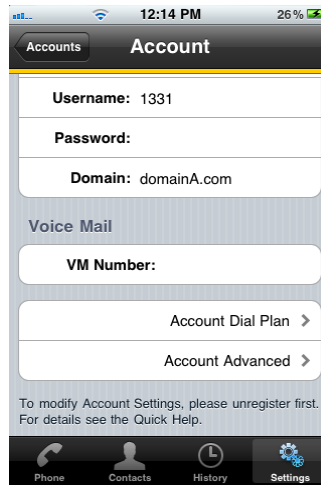 12:14 PM 26%
Accounts Account
Username: 1331
Password:
Domain: domainA.com
Voice Mail
VM Number:
Account Dial Plan
Account Advanced
To modify Account Settings, please unregister first.
For details see the Quick Help.
Phone Contacts History Settings